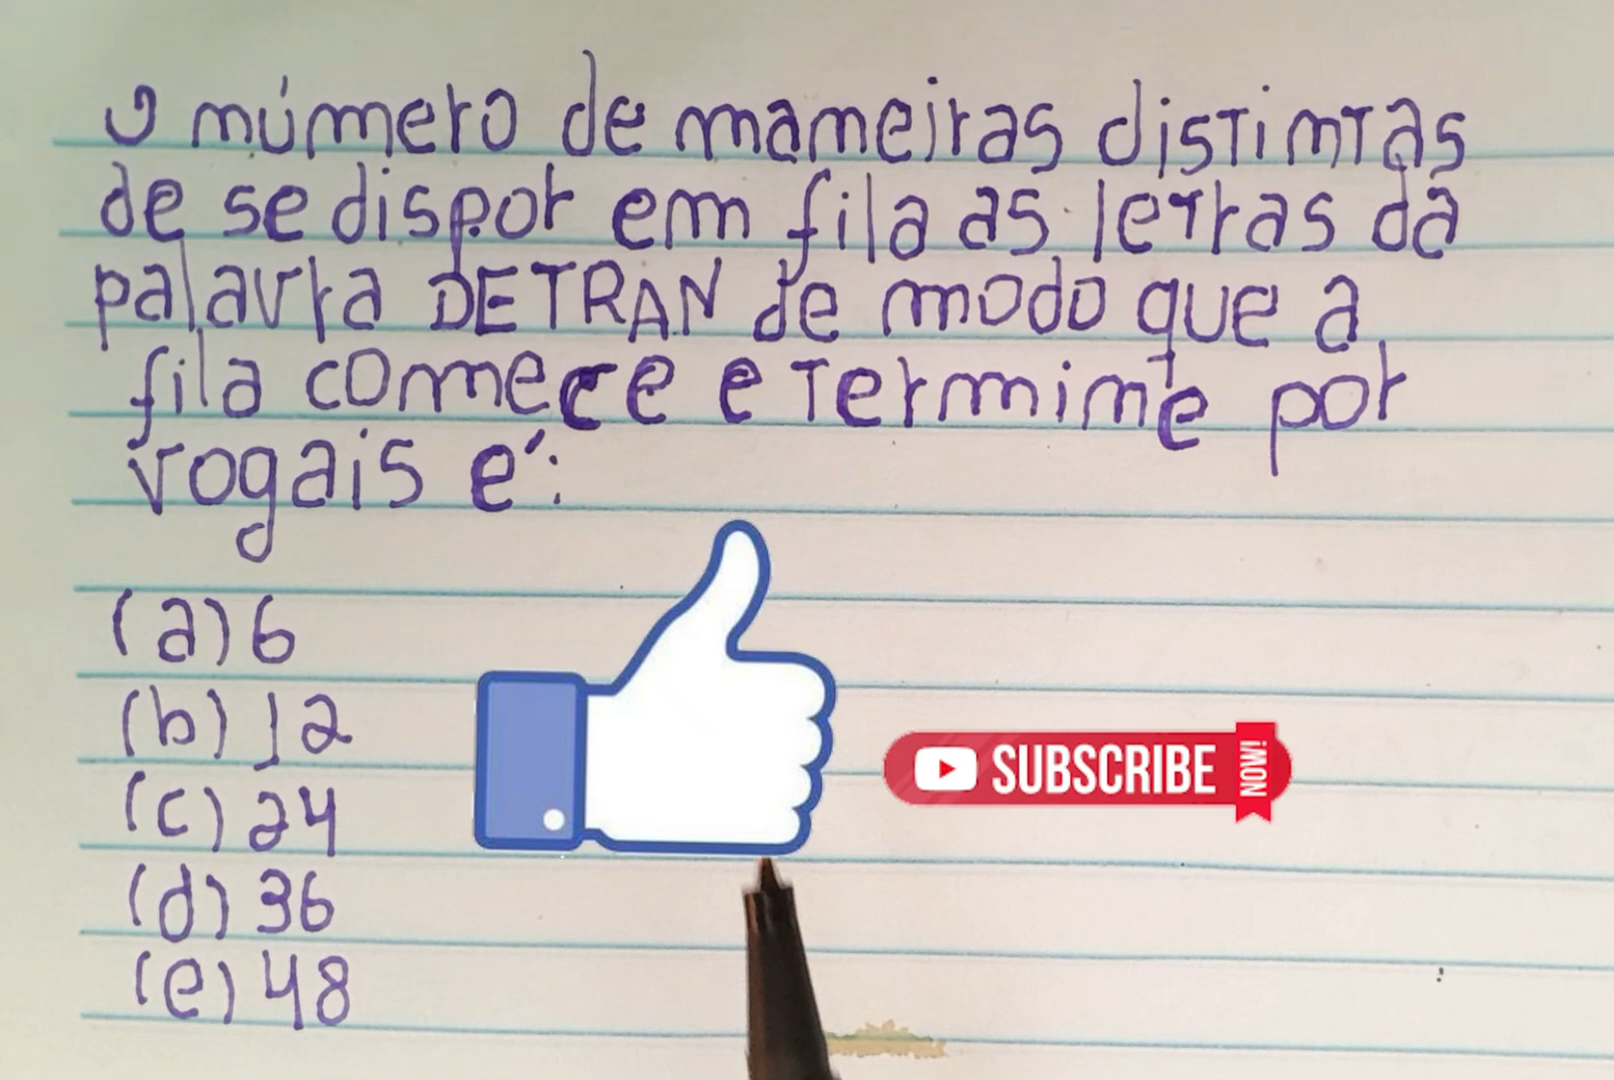 O número de maneiras distintas
de se dispor em fila as letras da
palavra DETRAN de modo que a
fila comece e termine por
vogais é:
(a) 6
(b) 12
(c) 24
(d) 36
(e) 48
SUBSCRIBE
NOW!